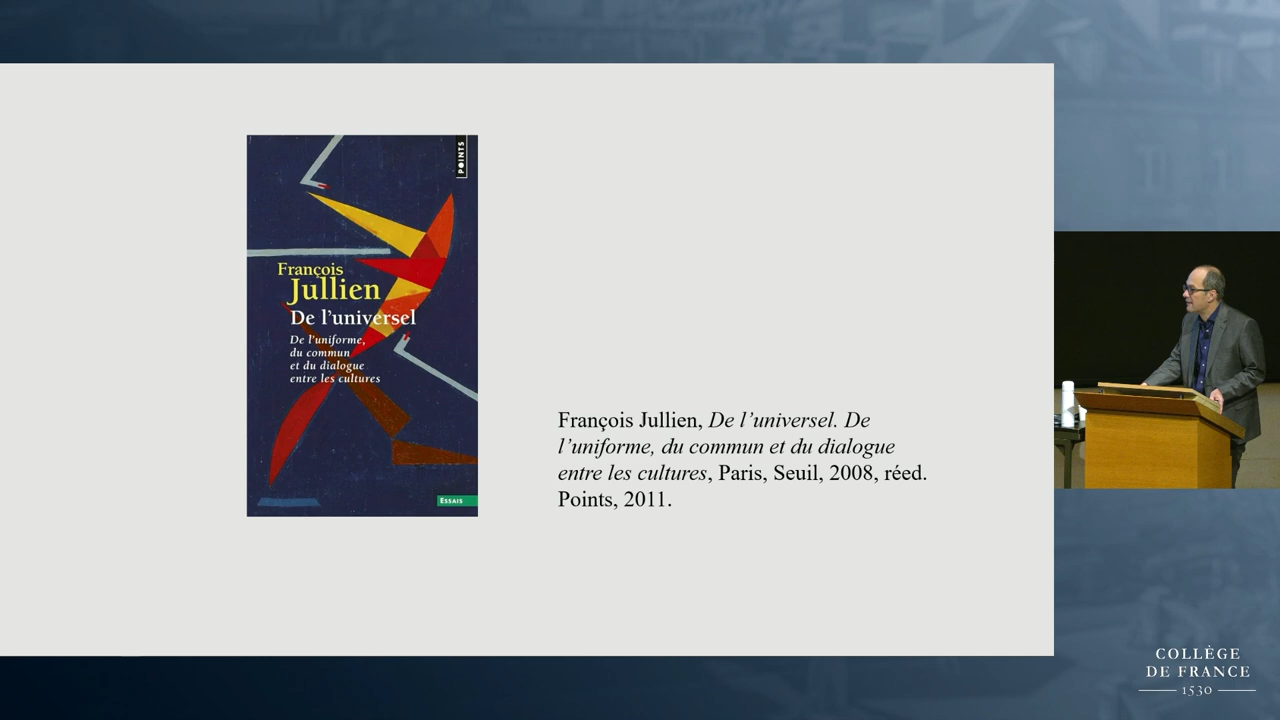 POINTS
François
Jullien
De l'universel
De l'uniforme,
du commun
et du dialogue
entre les cultures
ESSAIS
François Jullien, De l'universel. De
l'uniforme, du commun et du dialogue
entre les cultures, Paris, Seuil, 2008, réed.
Points, 2011.
COLLÈGE
DE FRANCE
1530